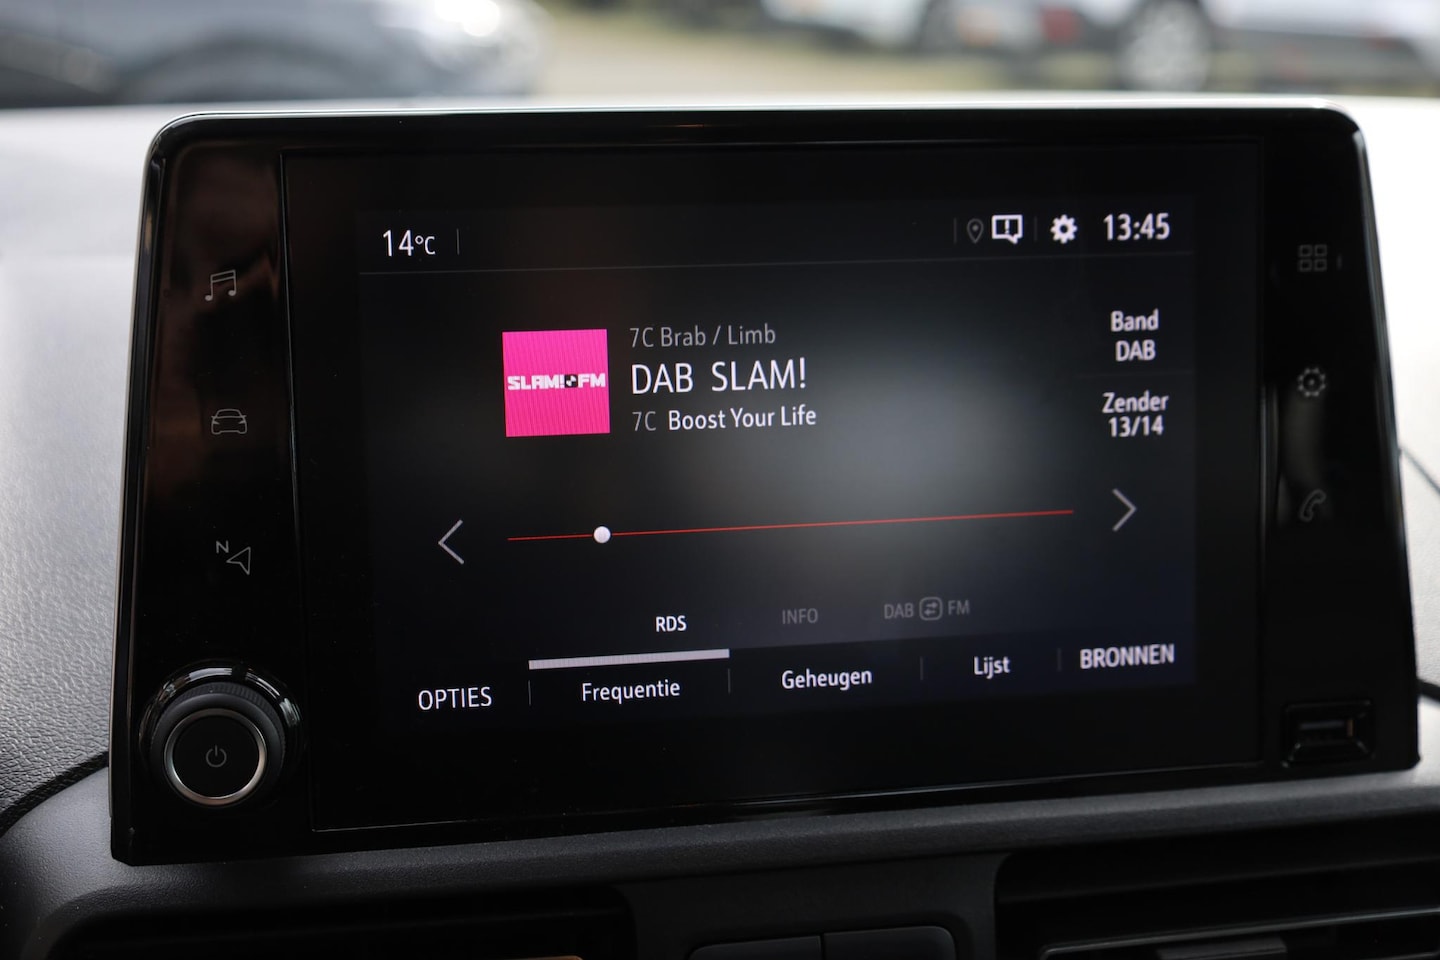 14°C
13:45
7C Brab / Limb
DAB SLAM!
7C Boost Your Life
SLAM!FM
Band
DAB
Zender
13/14
N
RDS
INFO
DAB FM
OPTIES
Frequentie
Geheugen
Lijst
BRONNEN